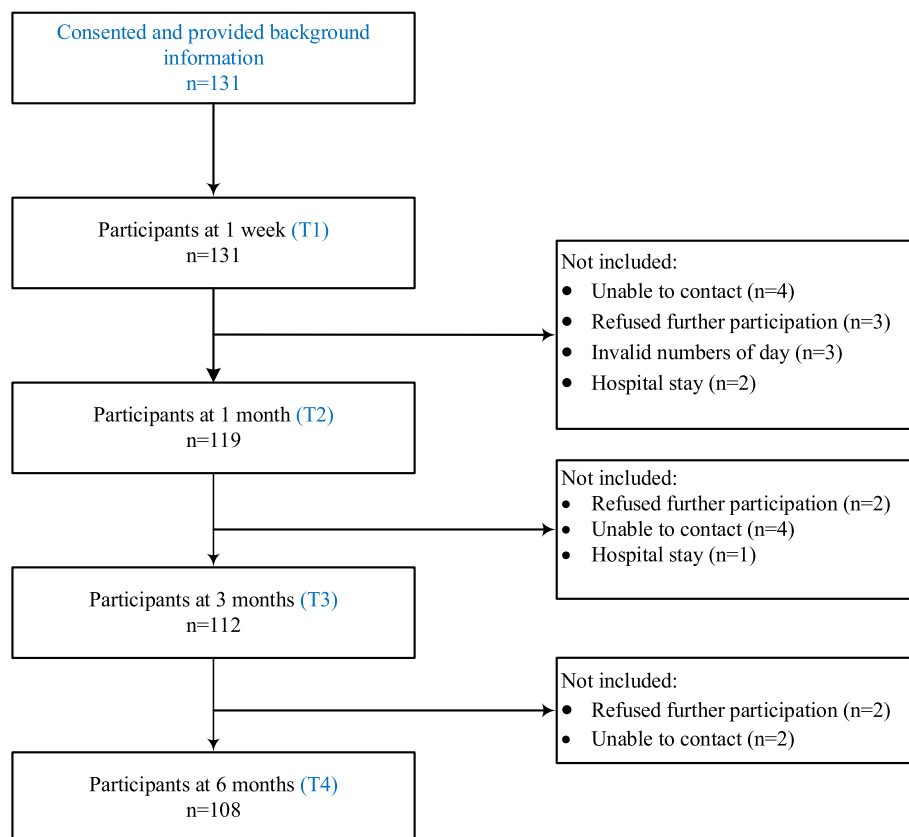 Consented and provided background
information
n=131
Participants at 1 week (T1)
n=131
Not included:
● Unable to contact (n=4)
● Refused further participation (n=3)
● Invalid numbers of day (n=3)
● Hospital stay (n=2)
Participants at 1 month (T2)
n=119
Not included:
● Refused further participation (n=2)
● Unable to contact (n=4)
● Hospital stay (n=1)
Participants at 3 months (T3)
n=112
Not included:
● Refused further participation (n=2)
● Unable to contact (n=2)
Participants at 6 months (T4)
n=108